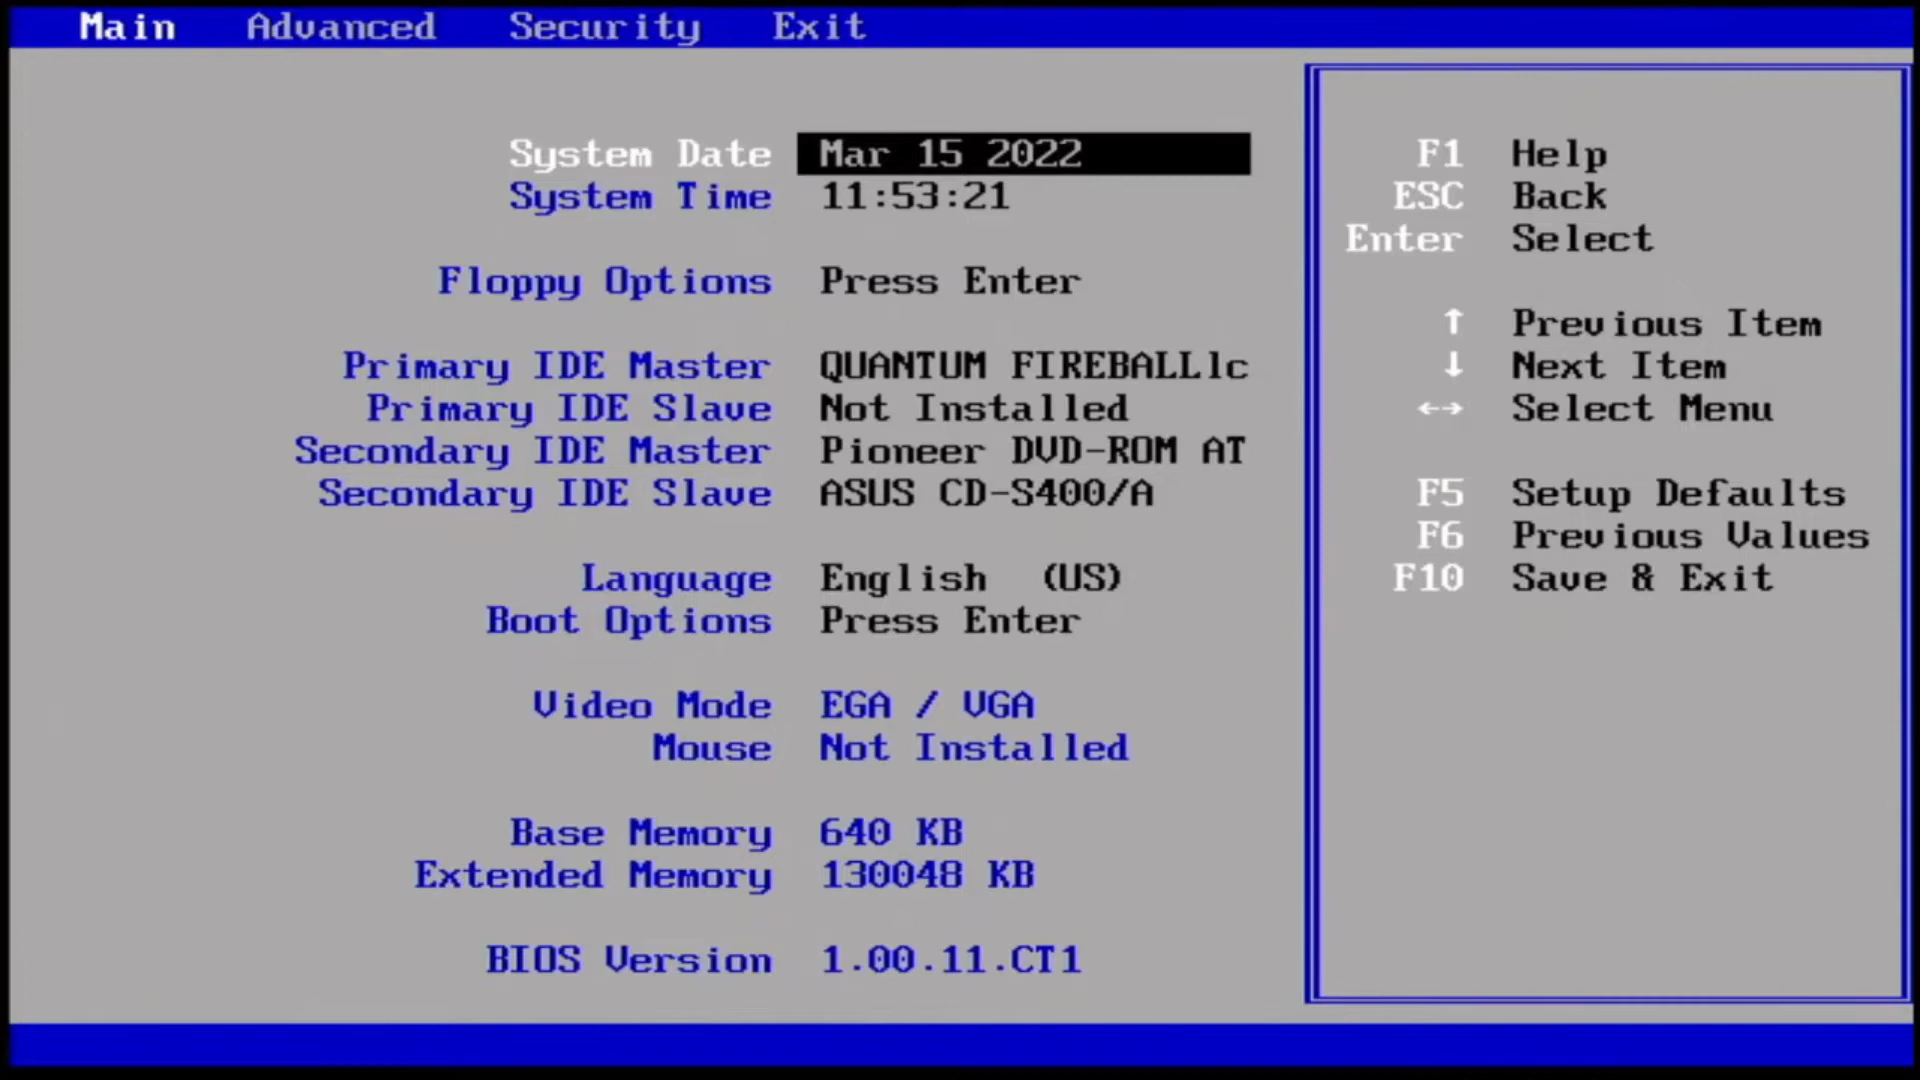 Main Advanced Security Exit
System Date Mar 15 2022
System Time 11:53:21
Floppy Options Press Enter
Primary IDE Master QUANTUM FIREBALLlc
Primary IDE Slave Not Installed
Secondary IDE Master Pioneer DVD-ROM AT
Secondary IDE Slave ASUS CD-S400/A
Language English (US)
Boot Options Press Enter
Video Mode EGA / VGA
Mouse Not Installed
Base Memory 640 KB
Extended Memory 130048 KB
BIOS Version 1.00.11.CT1
F1 Help
ESC Back
Enter Select
↑ Previous Item
↓ Next Item
←→ Select Menu
F5 Setup Defaults
F6 Previous Values
F10 Save & Exit